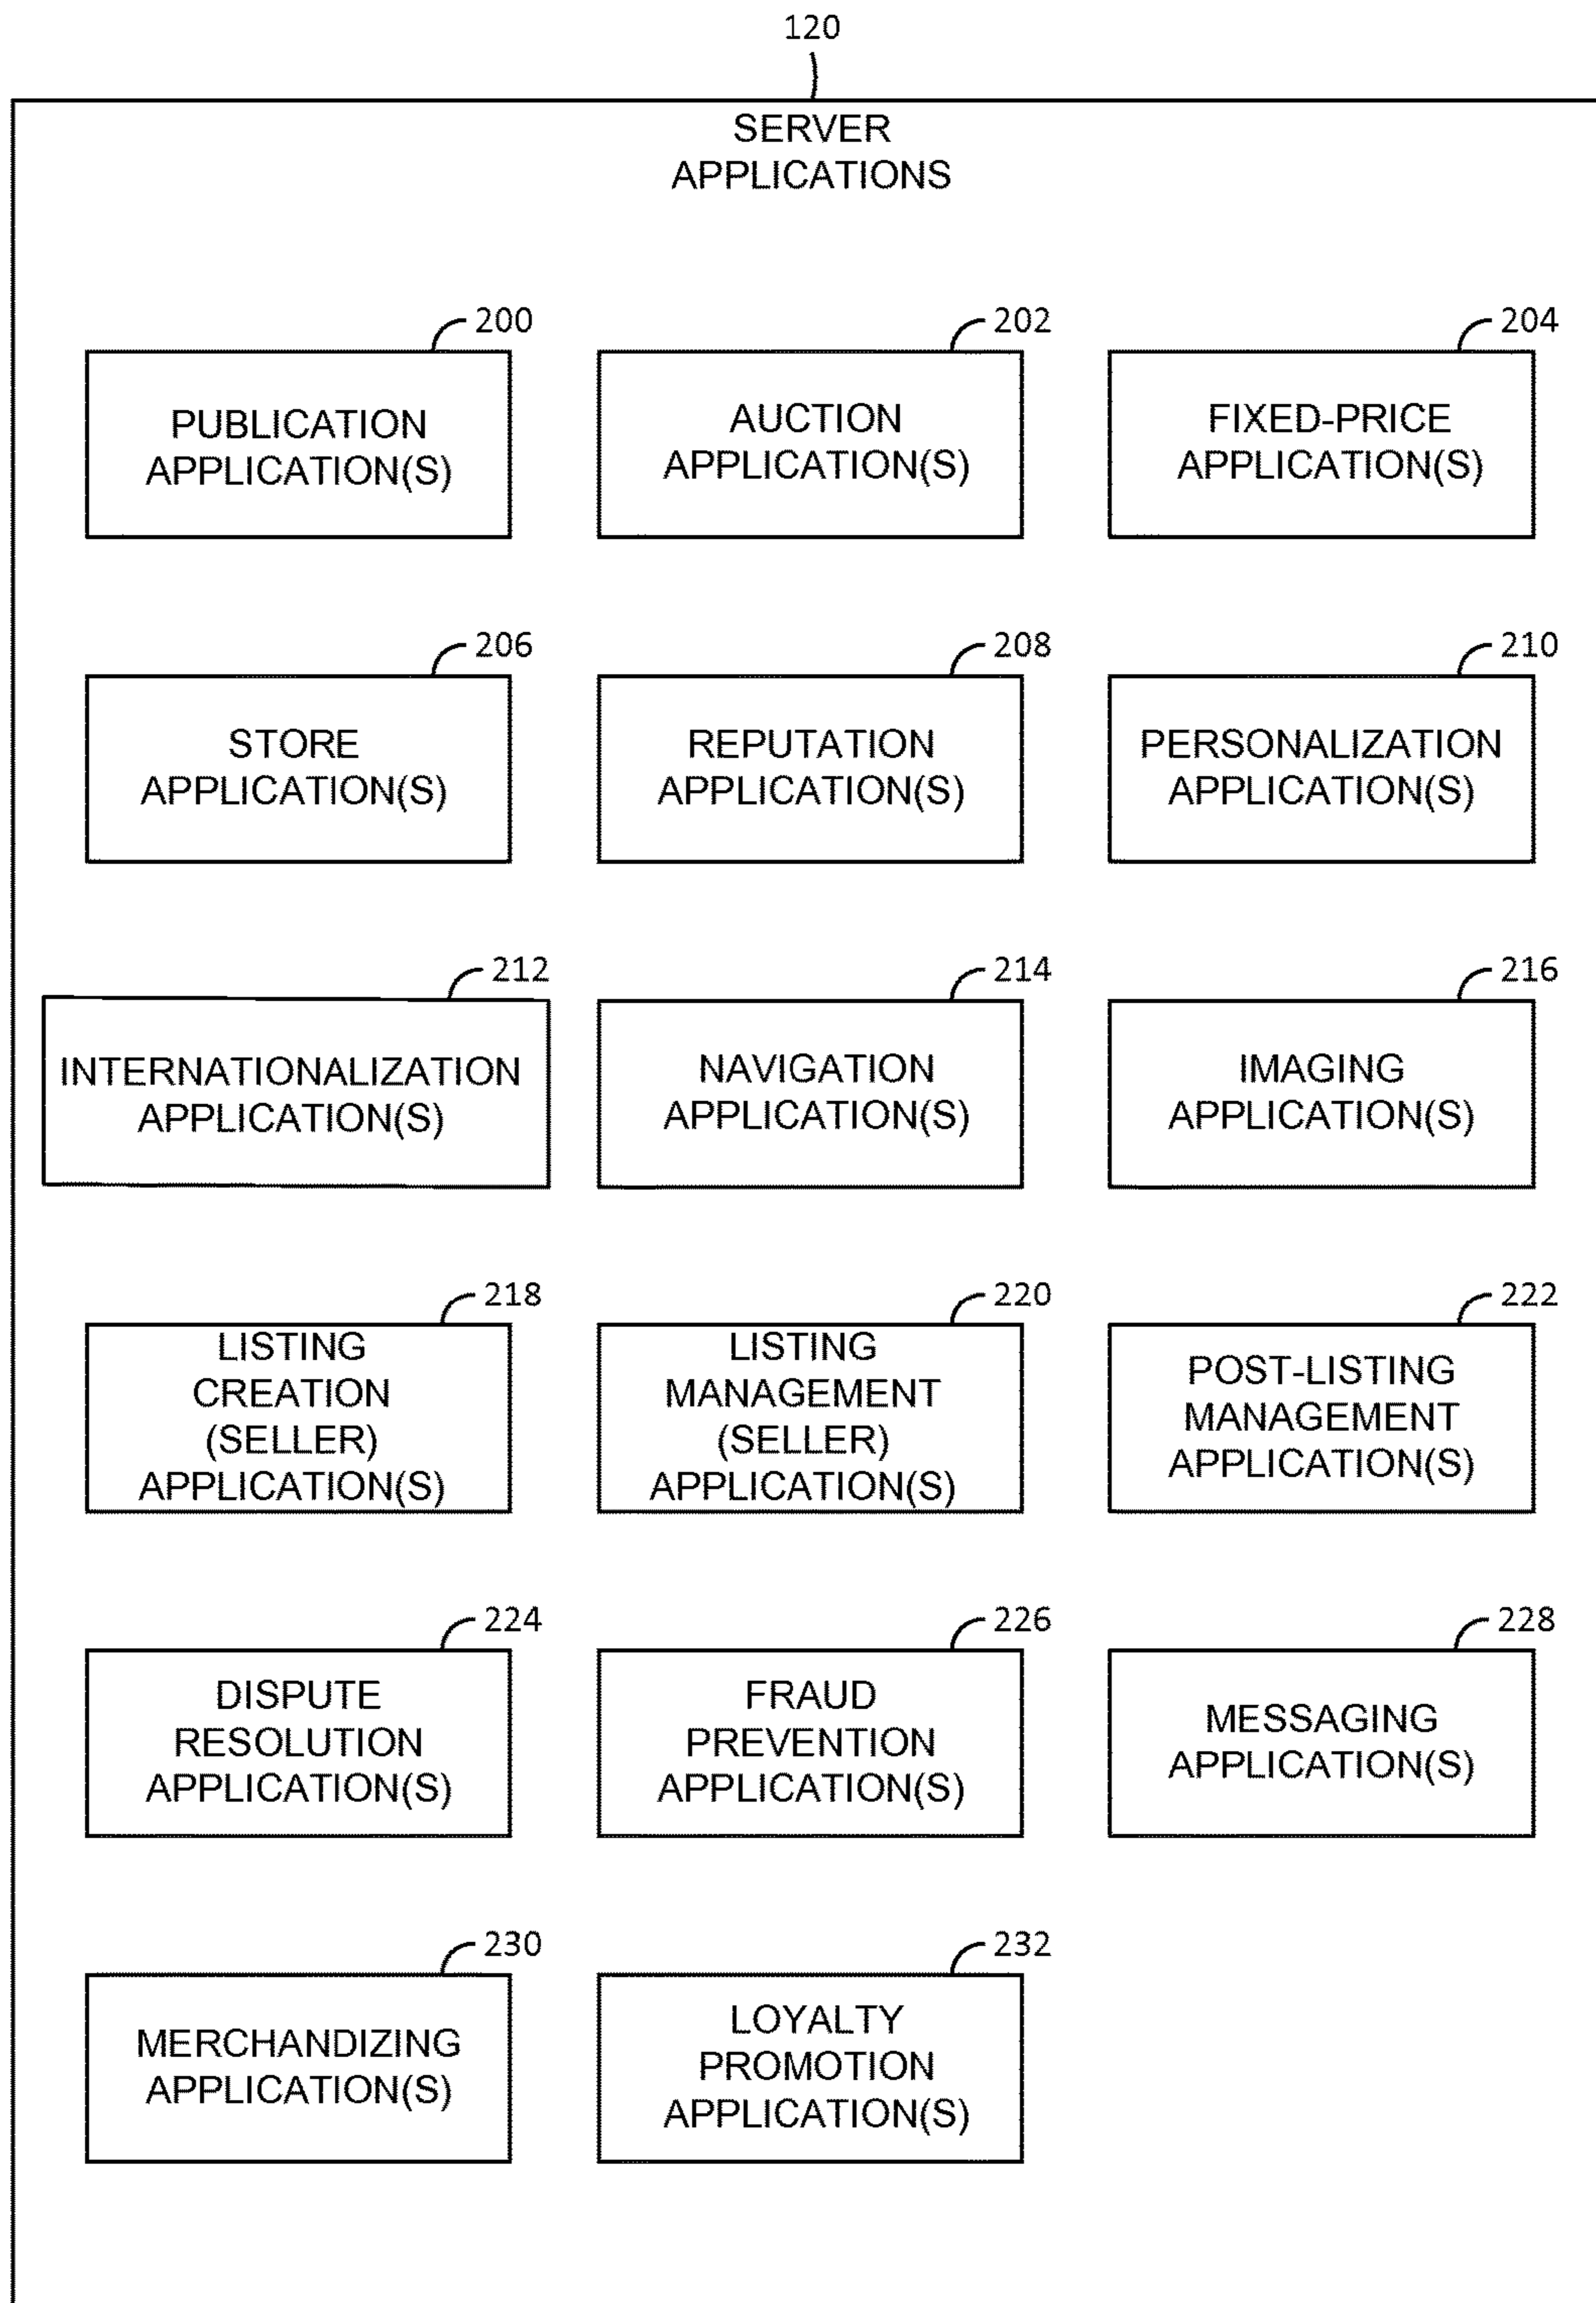 120
SERVER
APPLICATIONS
200
PUBLICATION
APPLICATION(S)
202
AUCTION
APPLICATION(S)
204
FIXED-PRICE
APPLICATION(S)
206
STORE
APPLICATION(S)
208
REPUTATION
APPLICATION(S)
210
PERSONALIZATION
APPLICATION(S)
212
INTERNATIONALIZATION
APPLICATION(S)
214
NAVIGATION
APPLICATION(S)
216
IMAGING
APPLICATION(S)
218
LISTING
CREATION
(SELLER)
APPLICATION(S)
220
LISTING
MANAGEMENT
(SELLER)
APPLICATION(S)
222
POST-LISTING
MANAGEMENT
APPLICATION(S)
224
DISPUTE
RESOLUTION
APPLICATION(S)
226
FRAUD
PREVENTION
APPLICATION(S)
228
MESSAGING
APPLICATION(S)
230
MERCHANDIZING
APPLICATION(S)
232
LOYALTY
PROMOTION
APPLICATION(S)